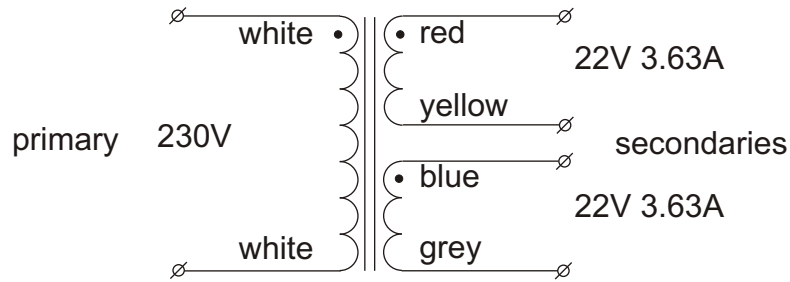 white
red
22V 3.63A
yellow
primary 230V
secondaries
blue
22V 3.63A
white
grey